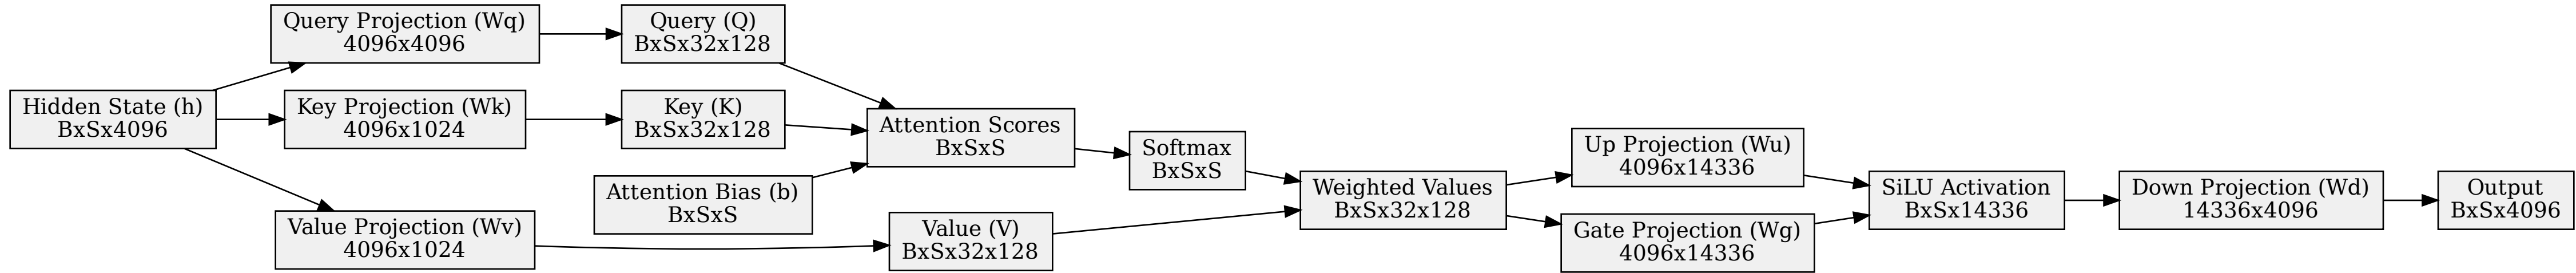 Hidden State (h)
BxSx4096
Query Projection (Wq)
4096x4096
Key Projection (Wk)
4096x1024
Value Projection (Wv)
4096x1024
Query (Q)
BxSx32x128
Key (K)
BxSx32x128
Attention Bias (b)
BxSxS
Value (V)
BxSx32x128
Attention Scores
BxSxS
Softmax
BxSxS
Weighted Values
BxSx32x128
Up Projection (Wu)
4096x14336
Gate Projection (Wg)
4096x14336
SiLU Activation
BxSx14336
Down Projection (Wd)
14336x4096
Output
BxSx4096